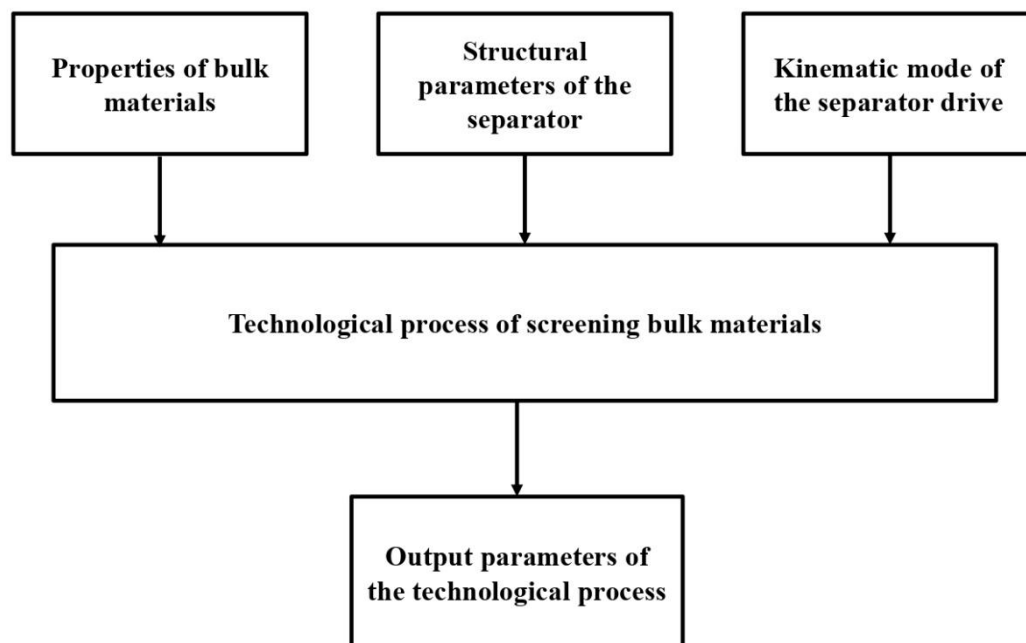 Properties of bulk
materials
Structural
parameters of the
separator
Kinematic mode of
the separator drive
Technological process of screening bulk materials
Output parameters of
the technological process